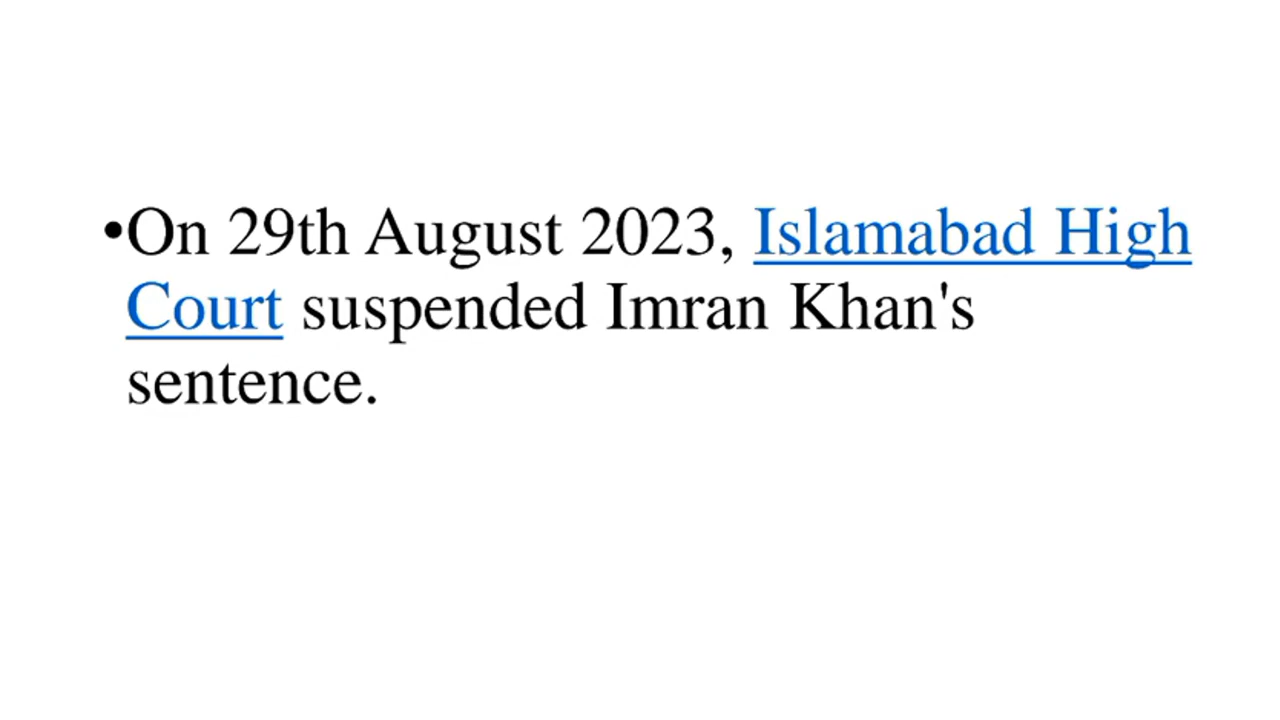 •On 29th August 2023, Islamabad High
Court suspended Imran Khan's
sentence.